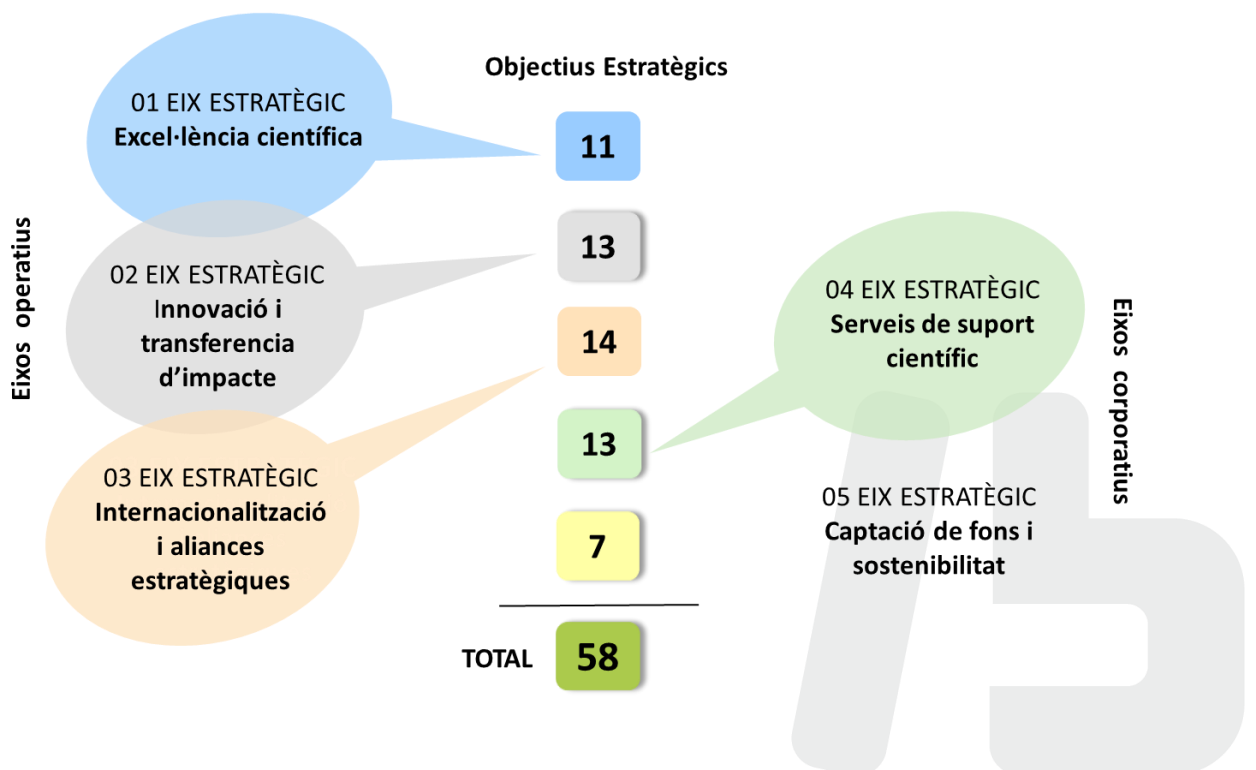 Objectius Estratègics
Eixos operatius
01 EIX ESTRATÈGIC
Excel·lència científica
11
02 EIX ESTRATÈGIC
Innovació i
transferencia
d’impacte
13
03 EIX ESTRATÈGIC
Internacionalització
i aliances
estratègiques
14
Eixos corporatius
04 EIX ESTRATÈGIC
Serveis de suport
científic
13
05 EIX ESTRATÈGIC
Captació de fons i
sostenibilitat
7
TOTAL 58